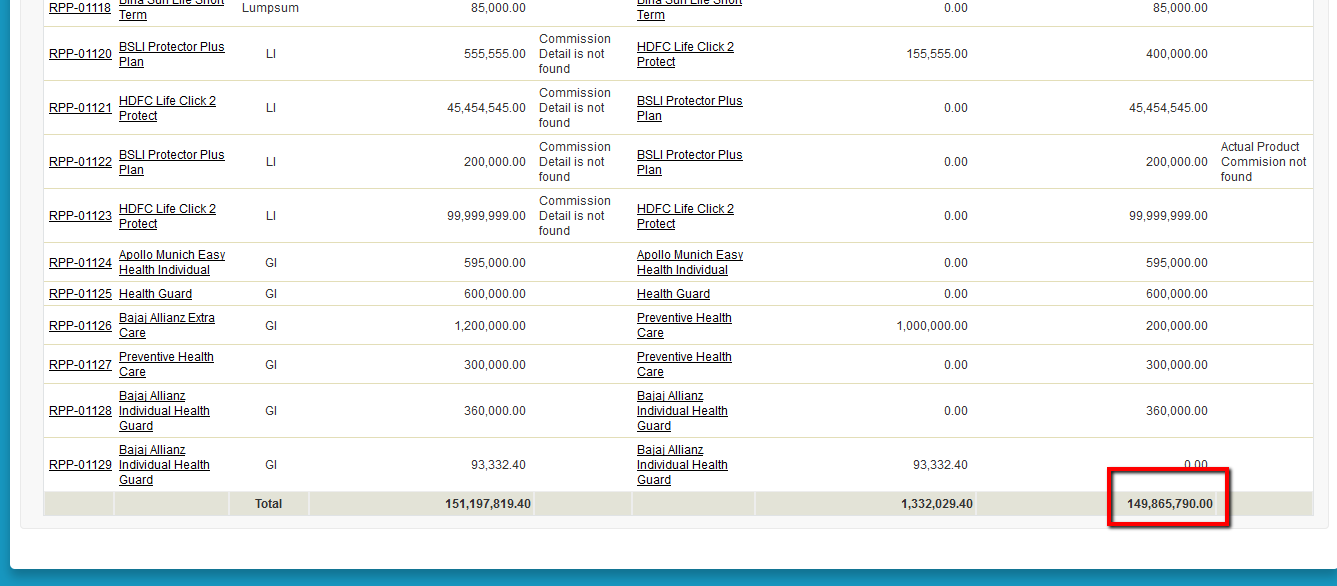 RPP-01118 Birla Sun Life Short Term Lumpsum 85,000.00 Birla Sun Life Short Term 0.00 85,000.00
RPP-01120 BSLI Protector Plus Plan LI 555,555.00 Commission Detail is not found HDFC Life Click 2 Protect 155,555.00 400,000.00
RPP-01121 HDFC Life Click 2 Protect LI 45,454,545.00 Commission Detail is not found BSLI Protector Plus Plan 0.00 45,454,545.00
RPP-01122 BSLI Protector Plus Plan LI 200,000.00 Commission Detail is not found BSLI Protector Plus Plan 0.00 200,000.00 Actual Product Commision not found
RPP-01123 HDFC Life Click 2 Protect LI 99,999,999.00 Commission Detail is not found HDFC Life Click 2 Protect 0.00 99,999,999.00
RPP-01124 Apollo Munich Easy Health Individual GI 595,000.00 Apollo Munich Easy Health Individual 0.00 595,000.00
RPP-01125 Health Guard GI 600,000.00 Health Guard 0.00 600,000.00
RPP-01126 Bajaj Allianz Extra Care GI 1,200,000.00 Preventive Health Care 1,000,000.00 200,000.00
RPP-01127 Preventive Health Care GI 300,000.00 Preventive Health Care 0.00 300,000.00
RPP-01128 Bajaj Allianz Individual Health Guard GI 360,000.00 Bajaj Allianz Individual Health Guard 0.00 360,000.00
RPP-01129 Bajaj Allianz Individual Health Guard GI 93,332.40 Bajaj Allianz Individual Health Guard 93,332.40 0.00
Total 151,197,819.40 1,332,029.40 149,865,790.00